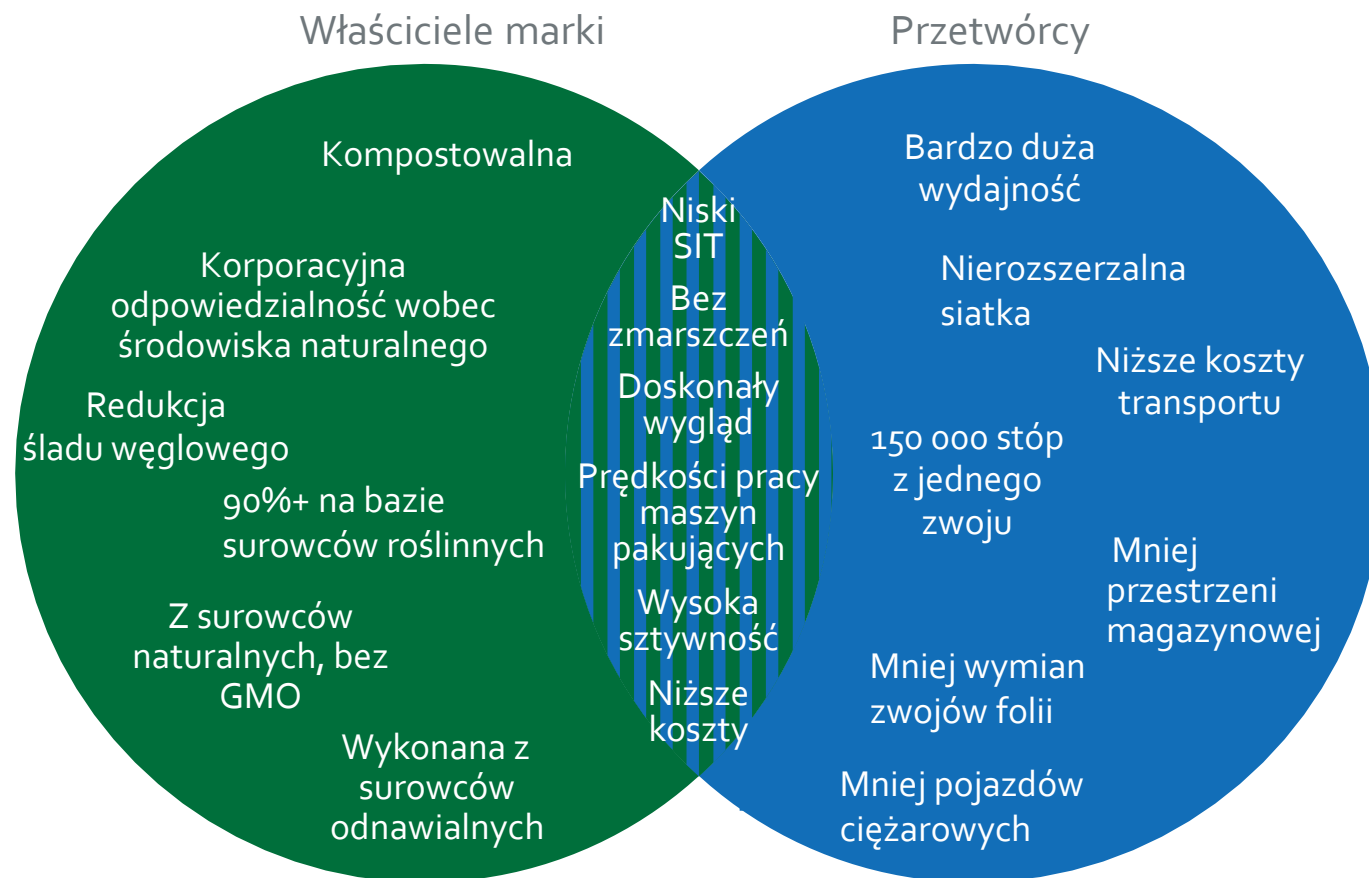 Właściciele marki
Przetwórcy
Kompostowalna
Korporacyjna
odpowiedzialność wobec
środowiska naturalnego
Redukcja
śladu węglowego
90%+ na bazie
surowców roślinnych
Z surowców
naturalnych, bez
GMO
Wykonana z
surowców
odnawialnych
Niski
SIT
Bez
zmarszczeń
Doskonały
wygląd
Prędkości pracy
maszyn
pakujących
Wysoka
sztywność
Niższe
koszty
Bardzo duża
wydajność
Nierozszerzalna
siatka
Niższe koszty
transportu
150 000 stóp
z jednego
zwoju
Mniej
przestrzeni
magazynowej
Mniej wymian
zwojów folii
Mniej pojazdów
ciężarowych